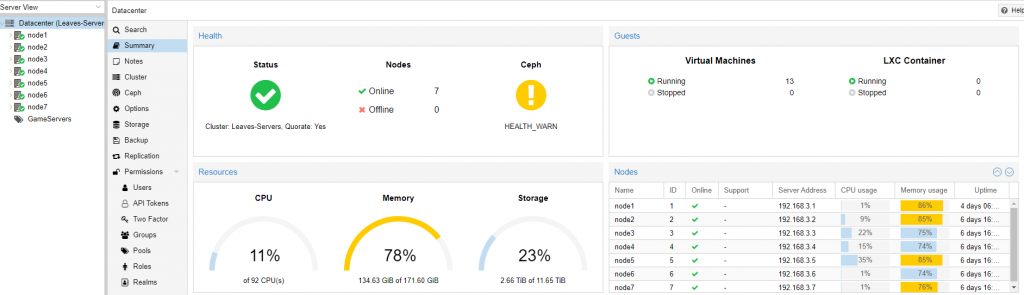 Server View
Datacenter (Leaves-Server
node1
node2
node3
node4
node5
node6
node7
GameServers
Datacenter
Help
Search
Summary
Notes
Cluster
Ceph
Options
Storage
Backup
Replication
Permissions
Users
API Tokens
Two Factor
Groups
Pools
Roles
Realms
Health
Status
Nodes
Ceph
Online 7
Offline 0
Cluster: Leaves-Servers, Quorate: Yes
HEALTH_WARN
Guests
Virtual Machines LXC Container
Running 13 Running 0
Stopped 0 Stopped 0
Resources
CPU Memory Storage
11% 78% 23%
of 92 CPU(s) 134.63 GiB of 171.60 GiB 2.66 TiB of 11.65 TiB
Nodes
Name ID Online Support Server Address CPU usage Memory usage Uptime
node1 1 - 192.168.3.1 1% 86% 4 days 06:...
node2 2 - 192.168.3.2 9% 85% 6 days 16:...
node3 3 - 192.168.3.3 22% 75% 6 days 16:...
node4 4 - 192.168.3.4 15% 74% 6 days 16:...
node5 5 - 192.168.3.5 35% 85% 6 days 16:...
node6 6 - 192.168.3.6 1% 74% 6 days 16:...
node7 7 - 192.168.3.7 1% 76% 6 days 16:...